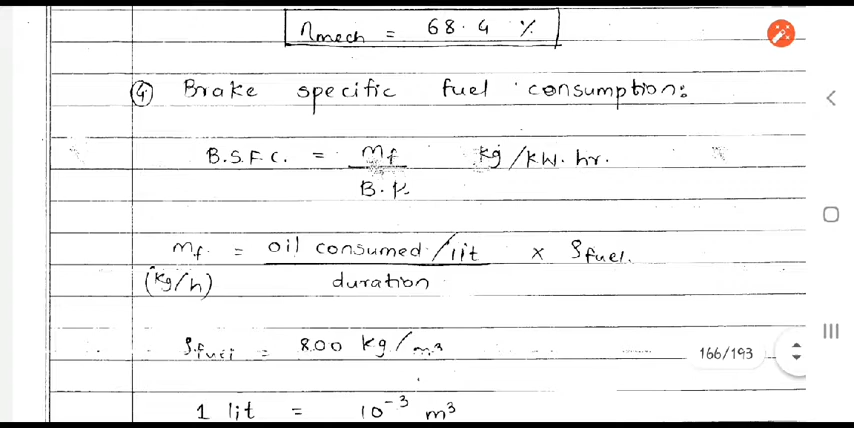 ηmech = 68.4 %
④ Brake specific fuel consumption:
B.S.F.C. = mf / B.P. kg/kW.hr.
mf = oil consumed/lit × ρfuel.
(kg/h) duration
ρfuel = 800 kg/m³
166/193
1 lit = 10⁻³ m³